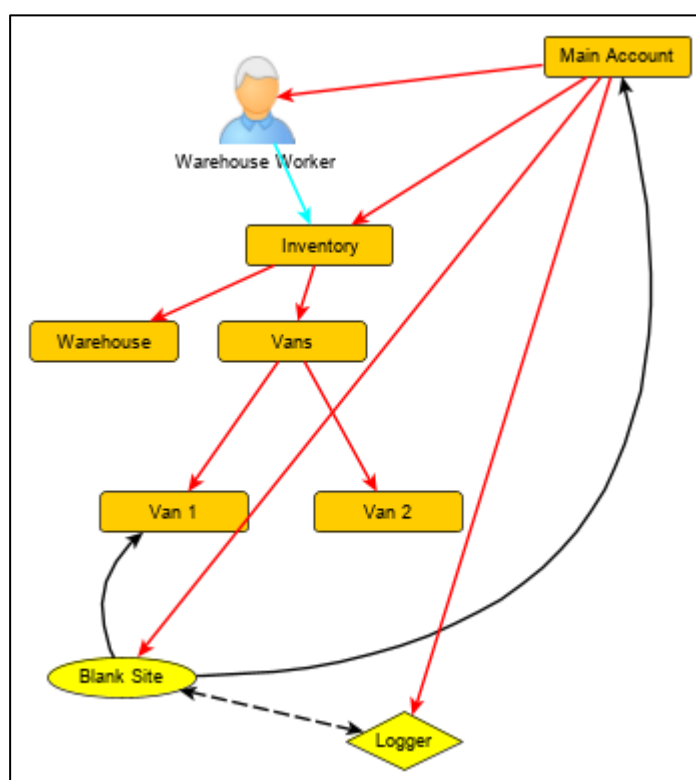 Main Account
Warehouse Worker
Inventory
Warehouse
Vans
Van 1
Van 2
Blank Site
Logger